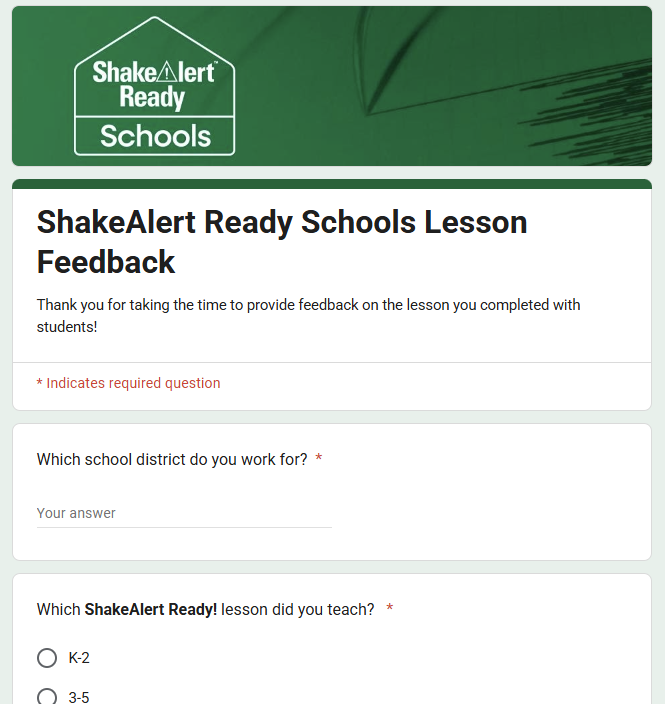 ShakeAlert™
Ready
Schools
ShakeAlert Ready Schools Lesson
Feedback
Thank you for taking the time to provide feedback on the lesson you completed with
students!
* Indicates required question
Which school district do you work for? *
Your answer
Which ShakeAlert Ready! lesson did you teach? *
K-2
3-5